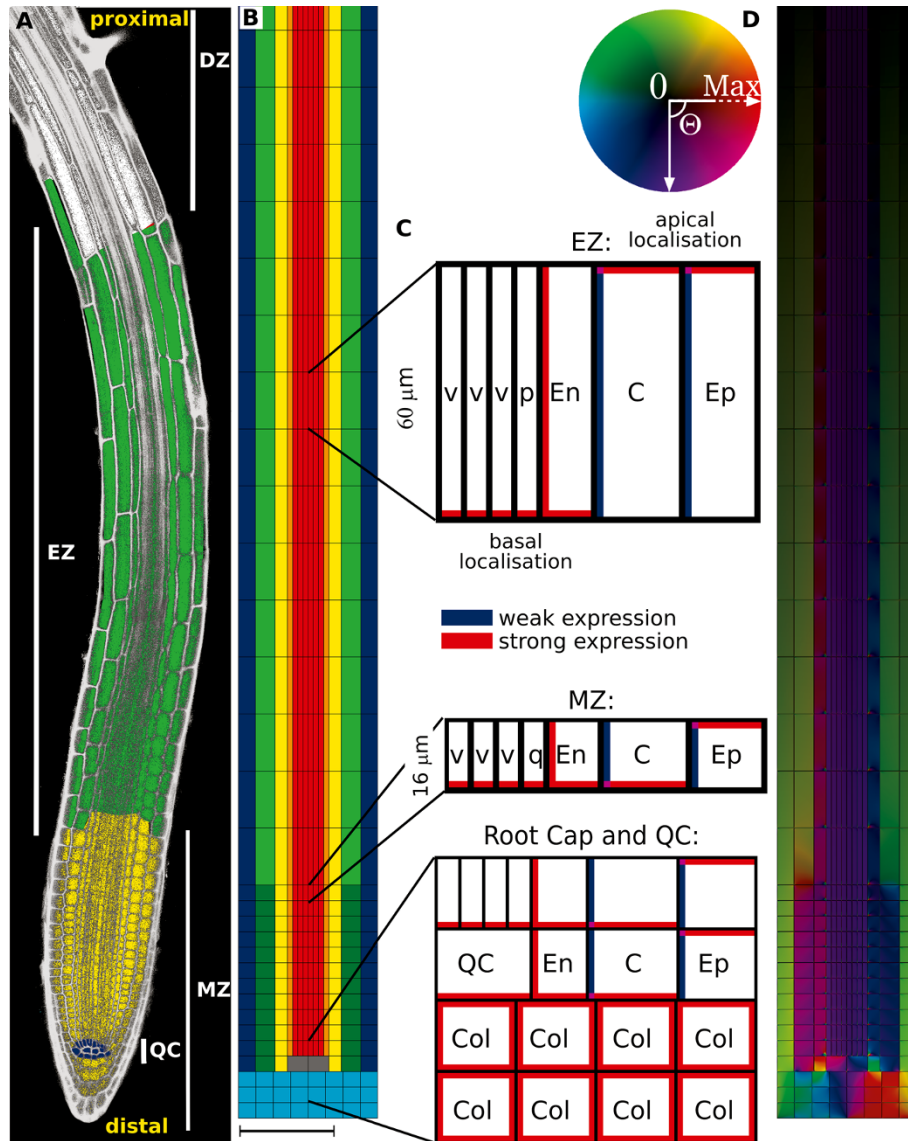 A
proximal
DZ
EZ
MZ
QC
distal
B
C
D
0
Max
Θ
apical
localisation
EZ:
60 μm
v v v p En C Ep
basal
localisation
weak expression
strong expression
MZ:
16 μm
v v v q En C Ep
Root Cap and QC:
QC En C Ep
Col Col Col Col
Col Col Col Col